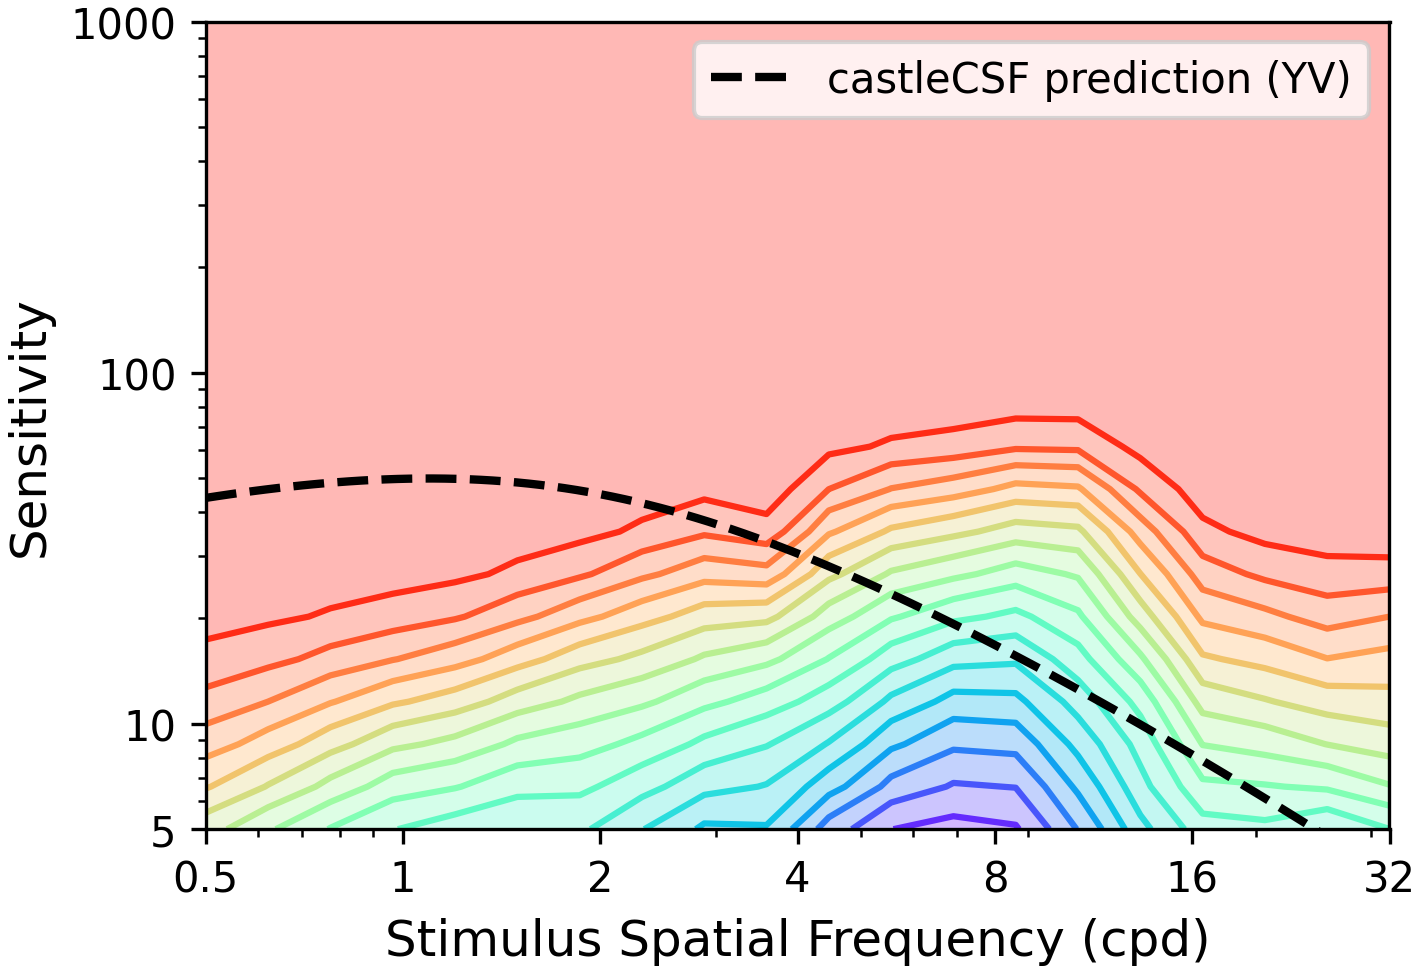 1000
castleCSF prediction (YV)
100
10
5
Sensitivity
0.5 1 2 4 8 16 32
Stimulus Spatial Frequency (cpd)